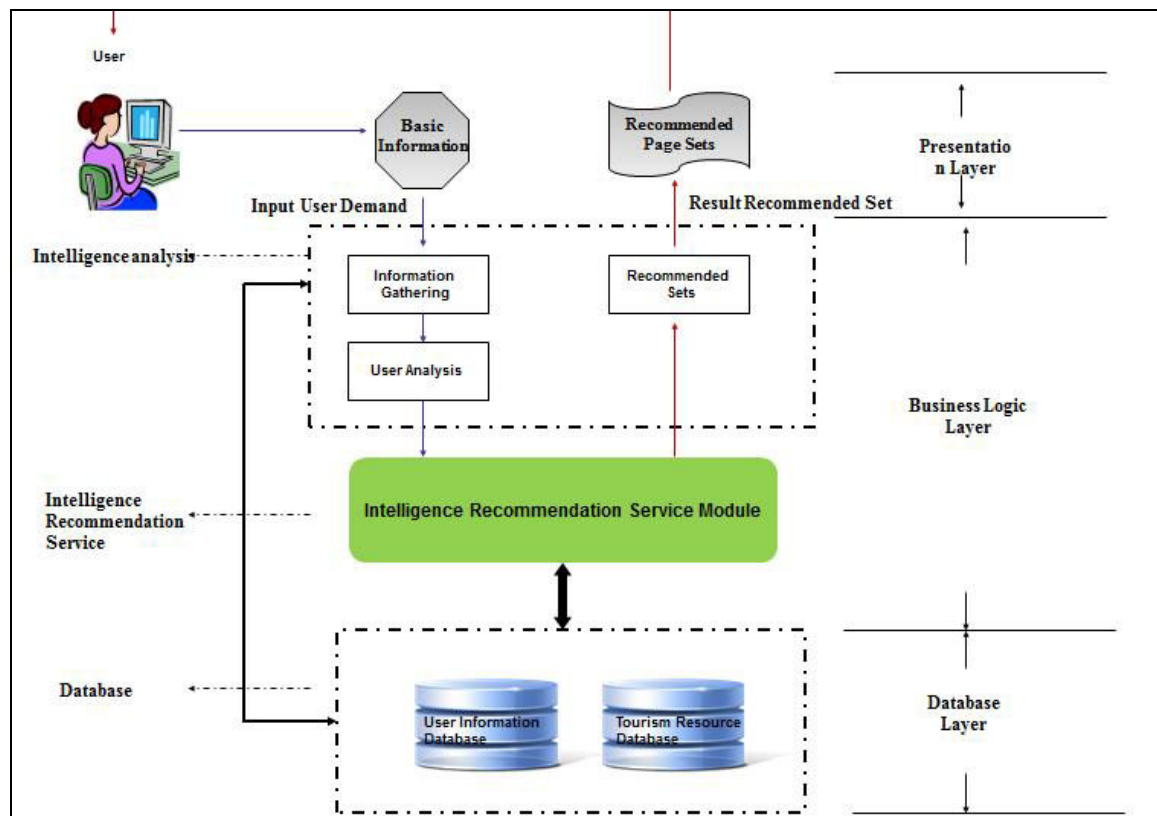 User
Basic
Information
Recommended
Page Sets
Presentatio
n Layer
Input User Demand
Result Recommended Set
Intelligence analysis
Information
Gathering
Recommended
Sets
User Analysis
Business Logic
Layer
Intelligence
Recommendation
Service
Intelligence Recommendation Service Module
Database
User Information
Database
Tourism Resource
Database
Database
Layer